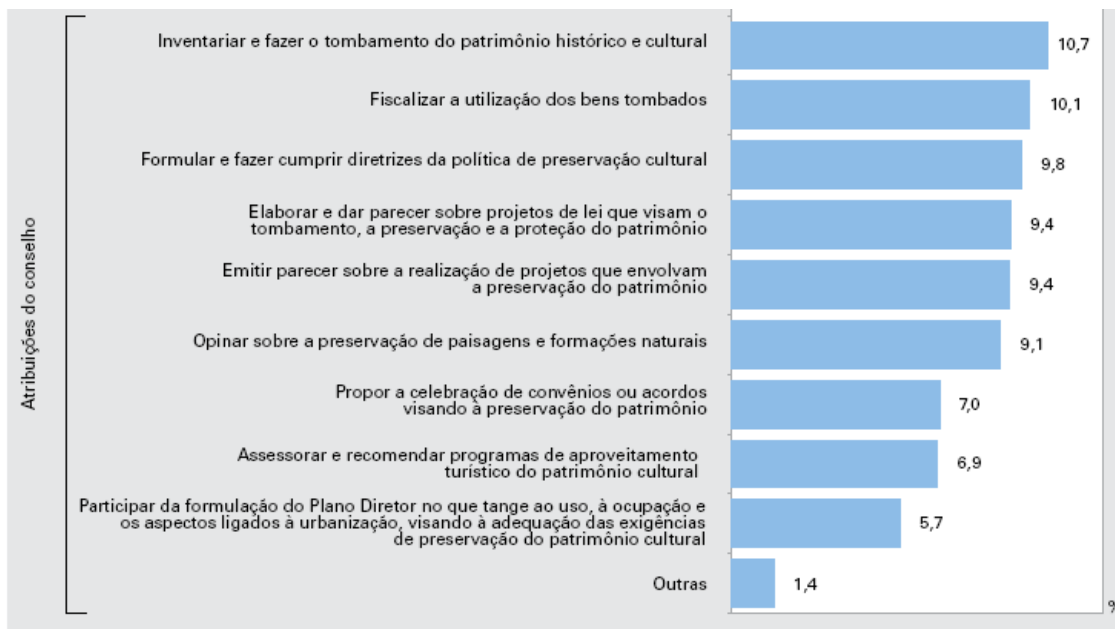 Atribuições do conselho
Inventariar e fazer o tombamento do patrimônio histórico e cultural
10,7
Fiscalizar a utilização dos bens tombados
10,1
Formular e fazer cumprir diretrizes da política de preservação cultural
9,8
Elaborar e dar parecer sobre projetos de lei que visam o
tombamento, a preservação e a proteção do patrimônio
9,4
Emitir parecer sobre a realização de projetos que envolvam
a preservação do patrimônio
9,4
Opinar sobre a preservação de paisagens e formações naturais
9,1
Propor a celebração de convênios ou acordos
visando à preservação do patrimônio
7,0
Assessorar e recomendar programas de aproveitamento
turístico do patrimônio cultural
6,9
Participar da formulação do Plano Diretor no que tange ao uso, à ocupação e
os aspectos ligados à urbanização, visando à adequação das exigências
de preservação do patrimônio cultural
5,7
Outras
1,4
%